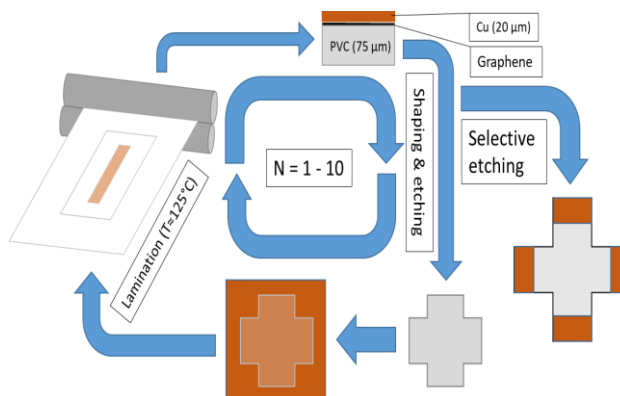 Cu (20 µm)
PVC (75 µm)
Graphene
Shaping & etching
Selective
etching
N = 1 - 10
Lamination (T≈125°C)